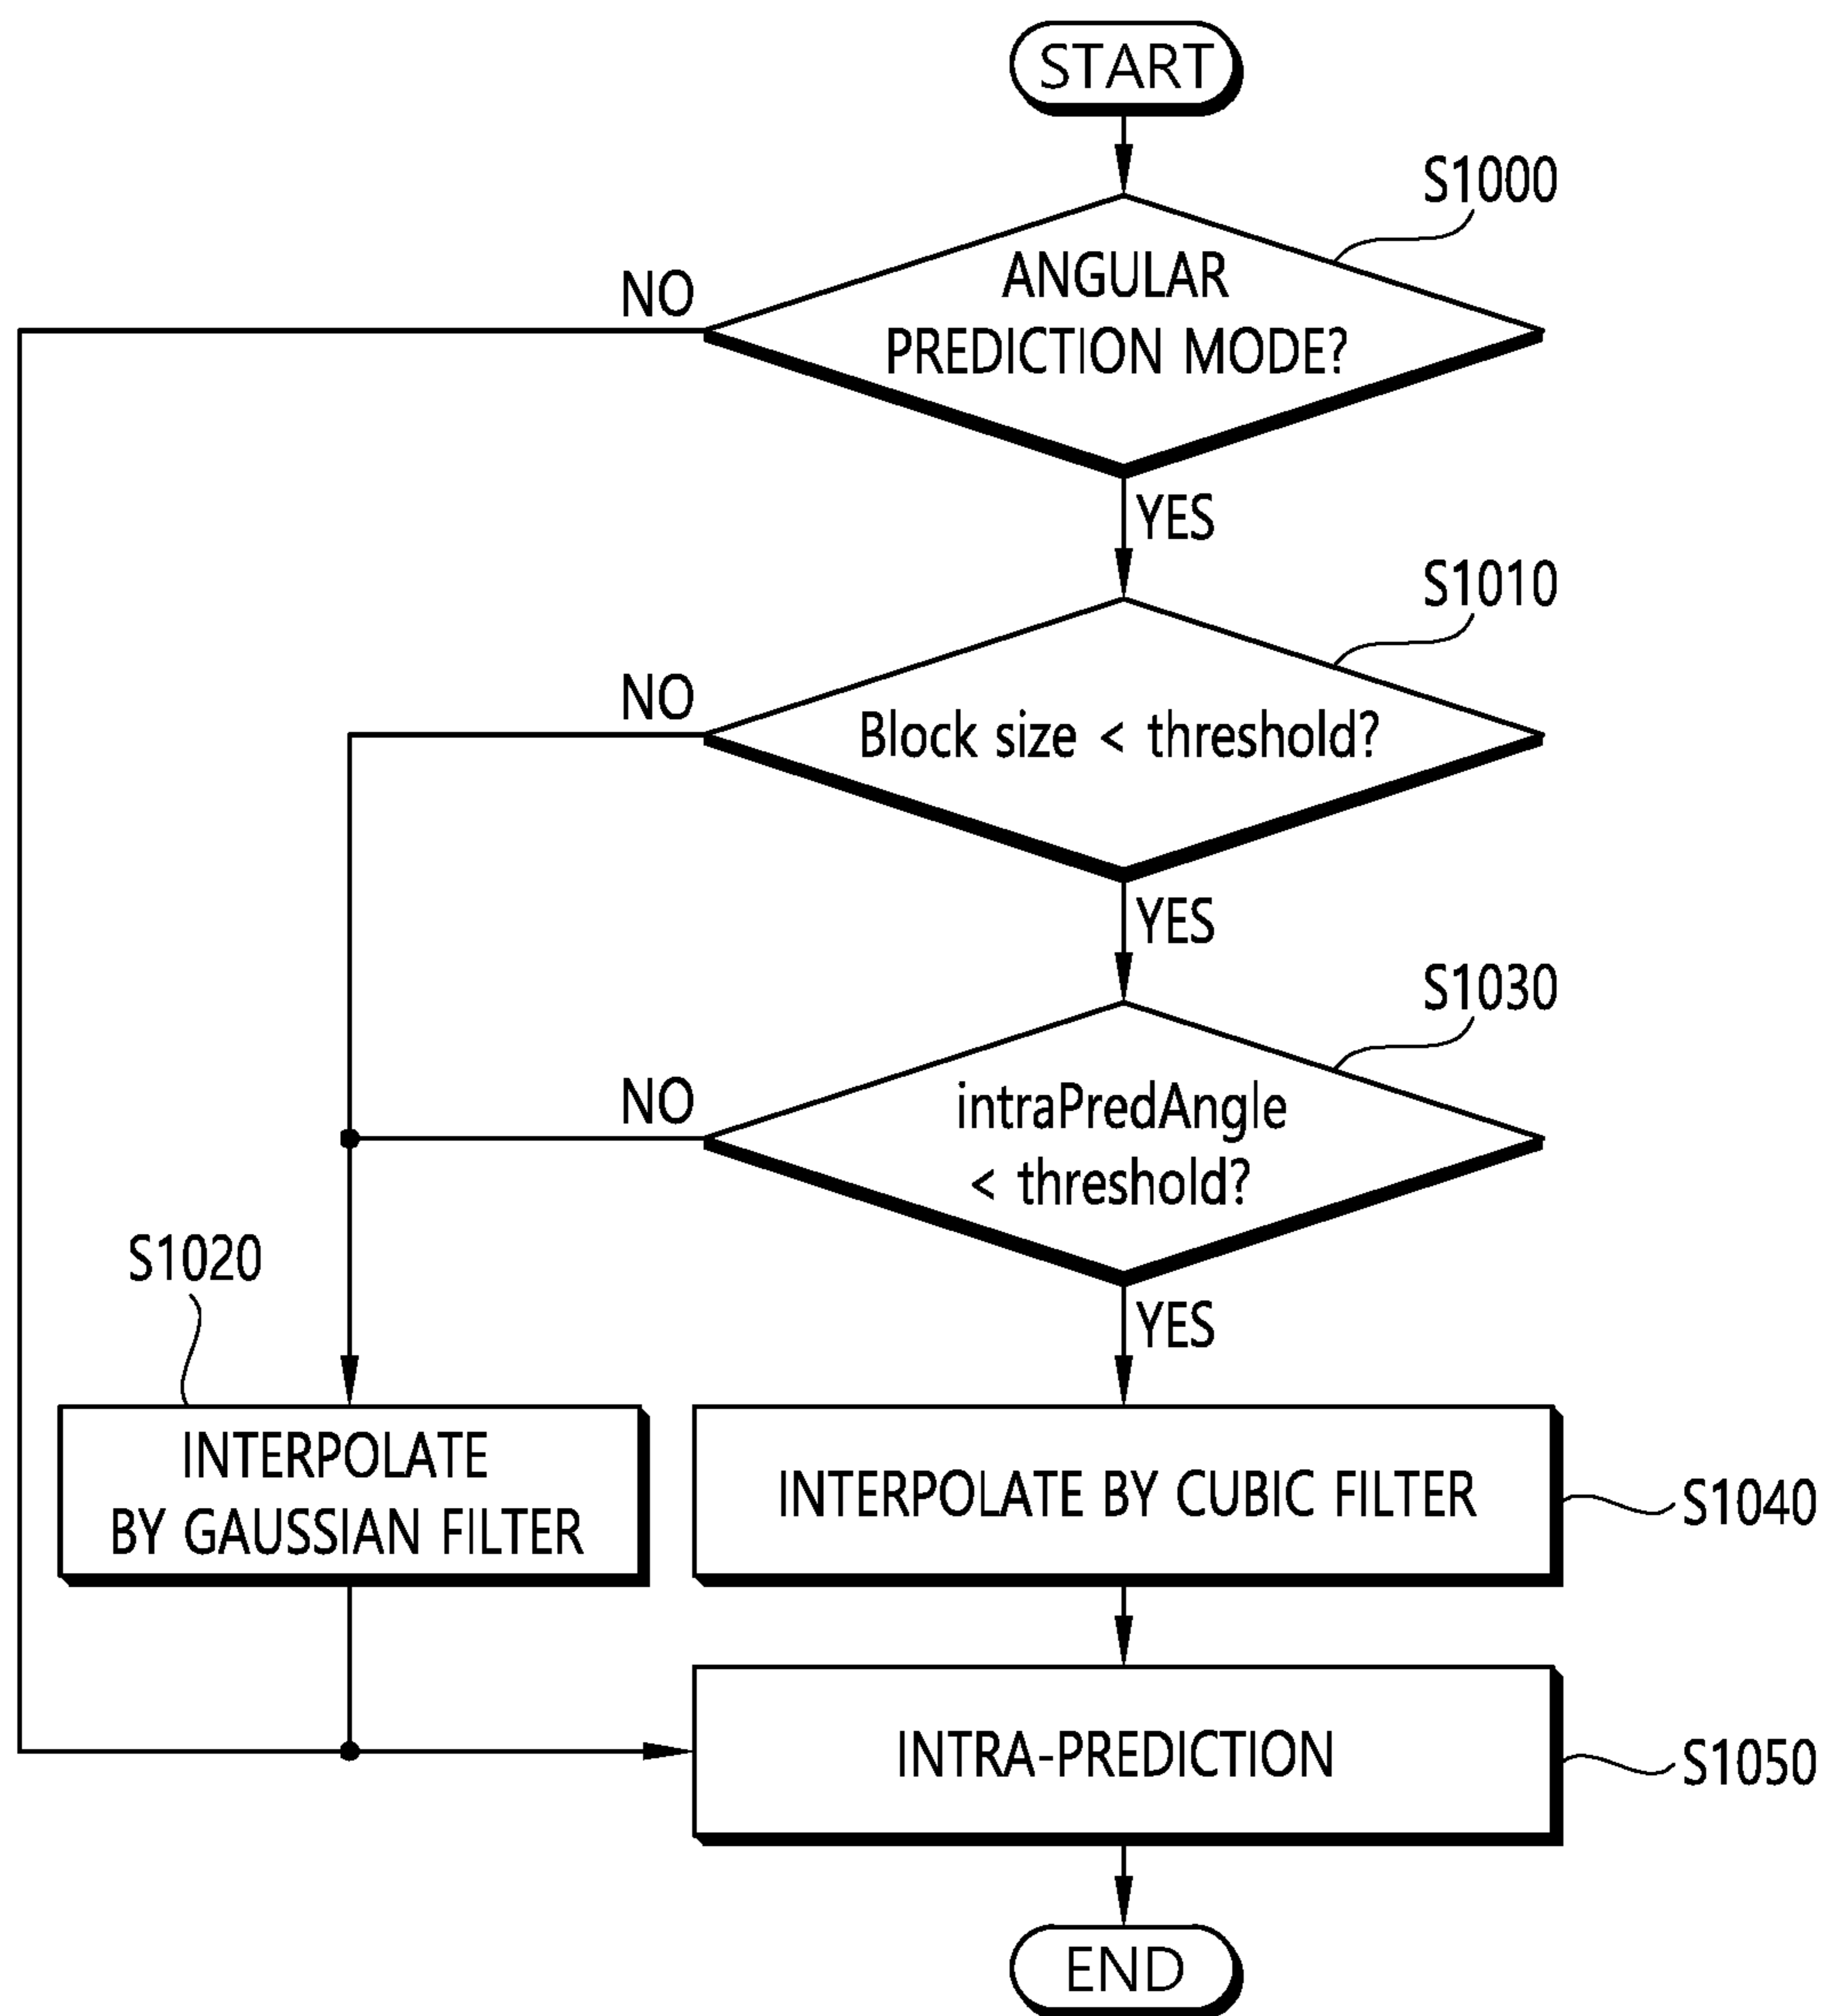 START
S1000
NO
ANGULAR
PREDICTION MODE?
YES
S1010
NO
Block size < threshold?
YES
S1030
NO
intraPredAngle
< threshold?
YES
S1020
INTERPOLATE
BY GAUSSIAN FILTER
INTERPOLATE BY CUBIC FILTER
S1040
INTRA-PREDICTION
S1050
END